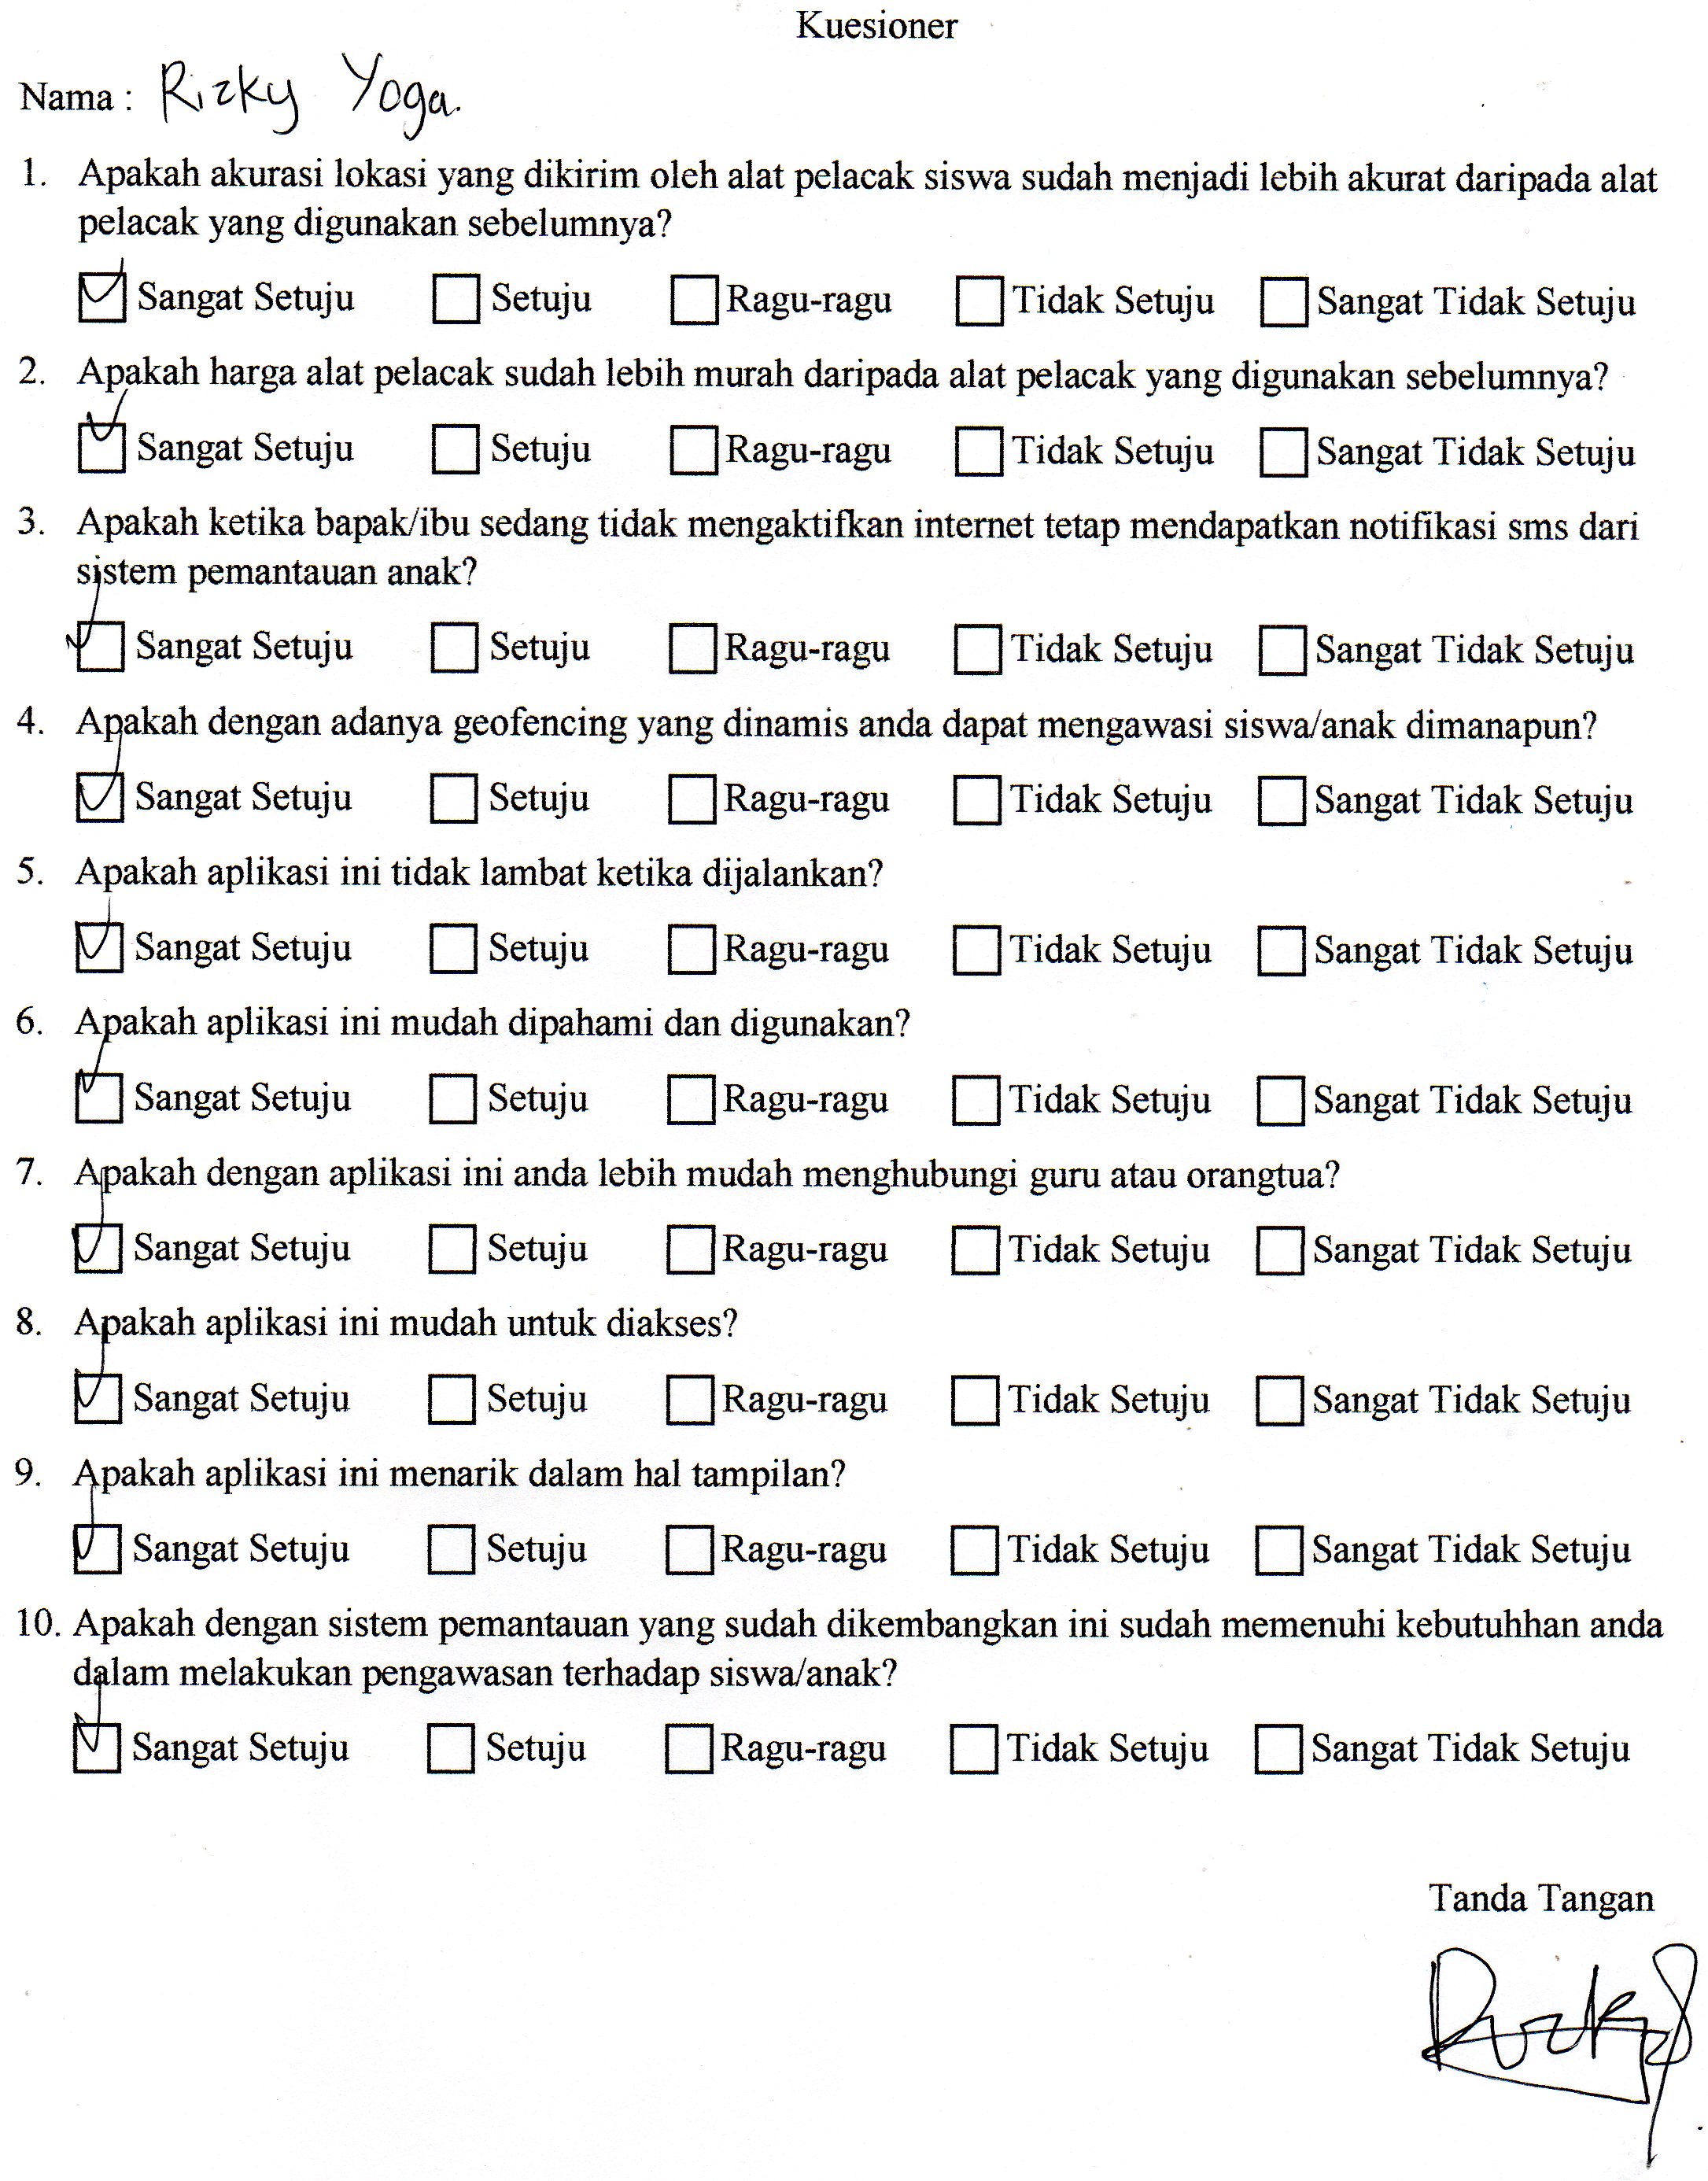 Kuesioner
Nama : Rizky Yoga.
1. Apakah akurasi lokasi yang dikirim oleh alat pelacak siswa sudah menjadi lebih akurat daripada alat
pelacak yang digunakan sebelumnya?
☑ Sangat Setuju ☐ Setuju ☐ Ragu-ragu ☐ Tidak Setuju ☐ Sangat Tidak Setuju
2. Apakah harga alat pelacak sudah lebih murah daripada alat pelacak yang digunakan sebelumnya?
☑ Sangat Setuju ☐ Setuju ☐ Ragu-ragu ☐ Tidak Setuju ☐ Sangat Tidak Setuju
3. Apakah ketika bapak/ibu sedang tidak mengaktifkan internet tetap mendapatkan notifikasi sms dari
sistem pemantauan anak?
☑ Sangat Setuju ☐ Setuju ☐ Ragu-ragu ☐ Tidak Setuju ☐ Sangat Tidak Setuju
4. Apakah dengan adanya geofencing yang dinamis anda dapat mengawasi siswa/anak dimanapun?
☑ Sangat Setuju ☐ Setuju ☐ Ragu-ragu ☐ Tidak Setuju ☐ Sangat Tidak Setuju
5. Apakah aplikasi ini tidak lambat ketika dijalankan?
☑ Sangat Setuju ☐ Setuju ☐ Ragu-ragu ☐ Tidak Setuju ☐ Sangat Tidak Setuju
6. Apakah aplikasi ini mudah dipahami dan digunakan?
☑ Sangat Setuju ☐ Setuju ☐ Ragu-ragu ☐ Tidak Setuju ☐ Sangat Tidak Setuju
7. Apakah dengan aplikasi ini anda lebih mudah menghubungi guru atau orangtua?
☑ Sangat Setuju ☐ Setuju ☐ Ragu-ragu ☐ Tidak Setuju ☐ Sangat Tidak Setuju
8. Apakah aplikasi ini mudah untuk diakses?
☑ Sangat Setuju ☐ Setuju ☐ Ragu-ragu ☐ Tidak Setuju ☐ Sangat Tidak Setuju
9. Apakah aplikasi ini menarik dalam hal tampilan?
☑ Sangat Setuju ☐ Setuju ☐ Ragu-ragu ☐ Tidak Setuju ☐ Sangat Tidak Setuju
10. Apakah dengan sistem pemantauan yang sudah dikembangkan ini sudah memenuhi kebutuhhan anda
dalam melakukan pengawasan terhadap siswa/anak?
☑ Sangat Setuju ☐ Setuju ☐ Ragu-ragu ☐ Tidak Setuju ☐ Sangat Tidak Setuju
Tanda Tangan
Rizky